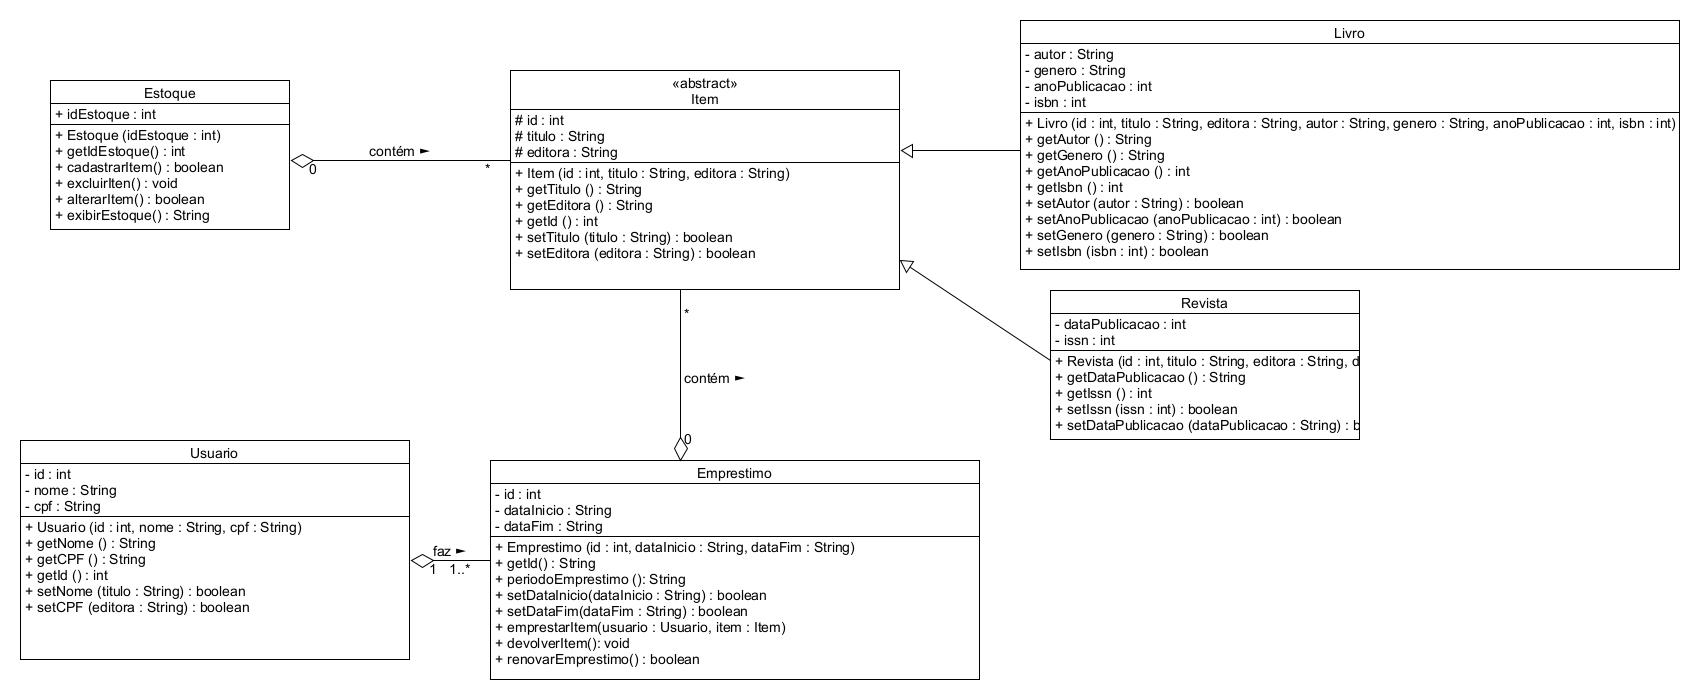 Estoque
+ idEstoque : int
+ Estoque (idEstoque : int)
+ getIdEstoque() : int
+ cadastrarItem() : boolean
+ excluirIten() : void
+ alterarItem() : boolean
+ exibirEstoque() : String
contém ►
0
*
«abstract»
Item
# id : int
# titulo : String
# editora : String
+ Item (id : int, titulo : String, editora : String)
+ getTitulo () : String
+ getEditora () : String
+ getId () : int
+ setTitulo (titulo : String) : boolean
+ setEditora (editora : String) : boolean
Livro
- autor : String
- genero : String
- anoPublicacao : int
- isbn : int
+ Livro (id : int, titulo : String, editora : String, autor : String, genero : String, anoPublicacao : int, isbn : int)
+ getAutor () : String
+ getGenero () : String
+ getAnoPublicacao () : int
+ getIsbn () : int
+ setAutor (autor : String) : boolean
+ setAnoPublicacao (anoPublicacao : int) : boolean
+ setGenero (genero : String) : boolean
+ setIsbn (isbn : int) : boolean
Revista
- dataPublicacao : int
- issn : int
+ Revista (id : int, titulo : String, editora : String, d
+ getDataPublicacao () : String
+ getIssn () : int
+ setIssn (issn : int) : boolean
+ setDataPublicacao (dataPublicacao : String) : b
*
contém ►
0
Usuario
- id : int
- nome : String
- cpf : String
+ Usuario (id : int, nome : String, cpf : String)
+ getNome () : String
+ getCPF () : String
+ getId () : int
+ setNome (titulo : String) : boolean
+ setCPF (editora : String) : boolean
faz ►
1 1..*
Emprestimo
- id : int
- dataInicio : String
- dataFim : String
+ Emprestimo (id : int, dataInicio : String, dataFim : String)
+ getId() : String
+ periodoEmprestimo (): String
+ setDataInicio(dataInicio : String) : boolean
+ setDataFim(dataFim : String) : boolean
+ emprestarItem(usuario : Usuario, item : Item)
+ devolverItem(): void
+ renovarEmprestimo() : boolean